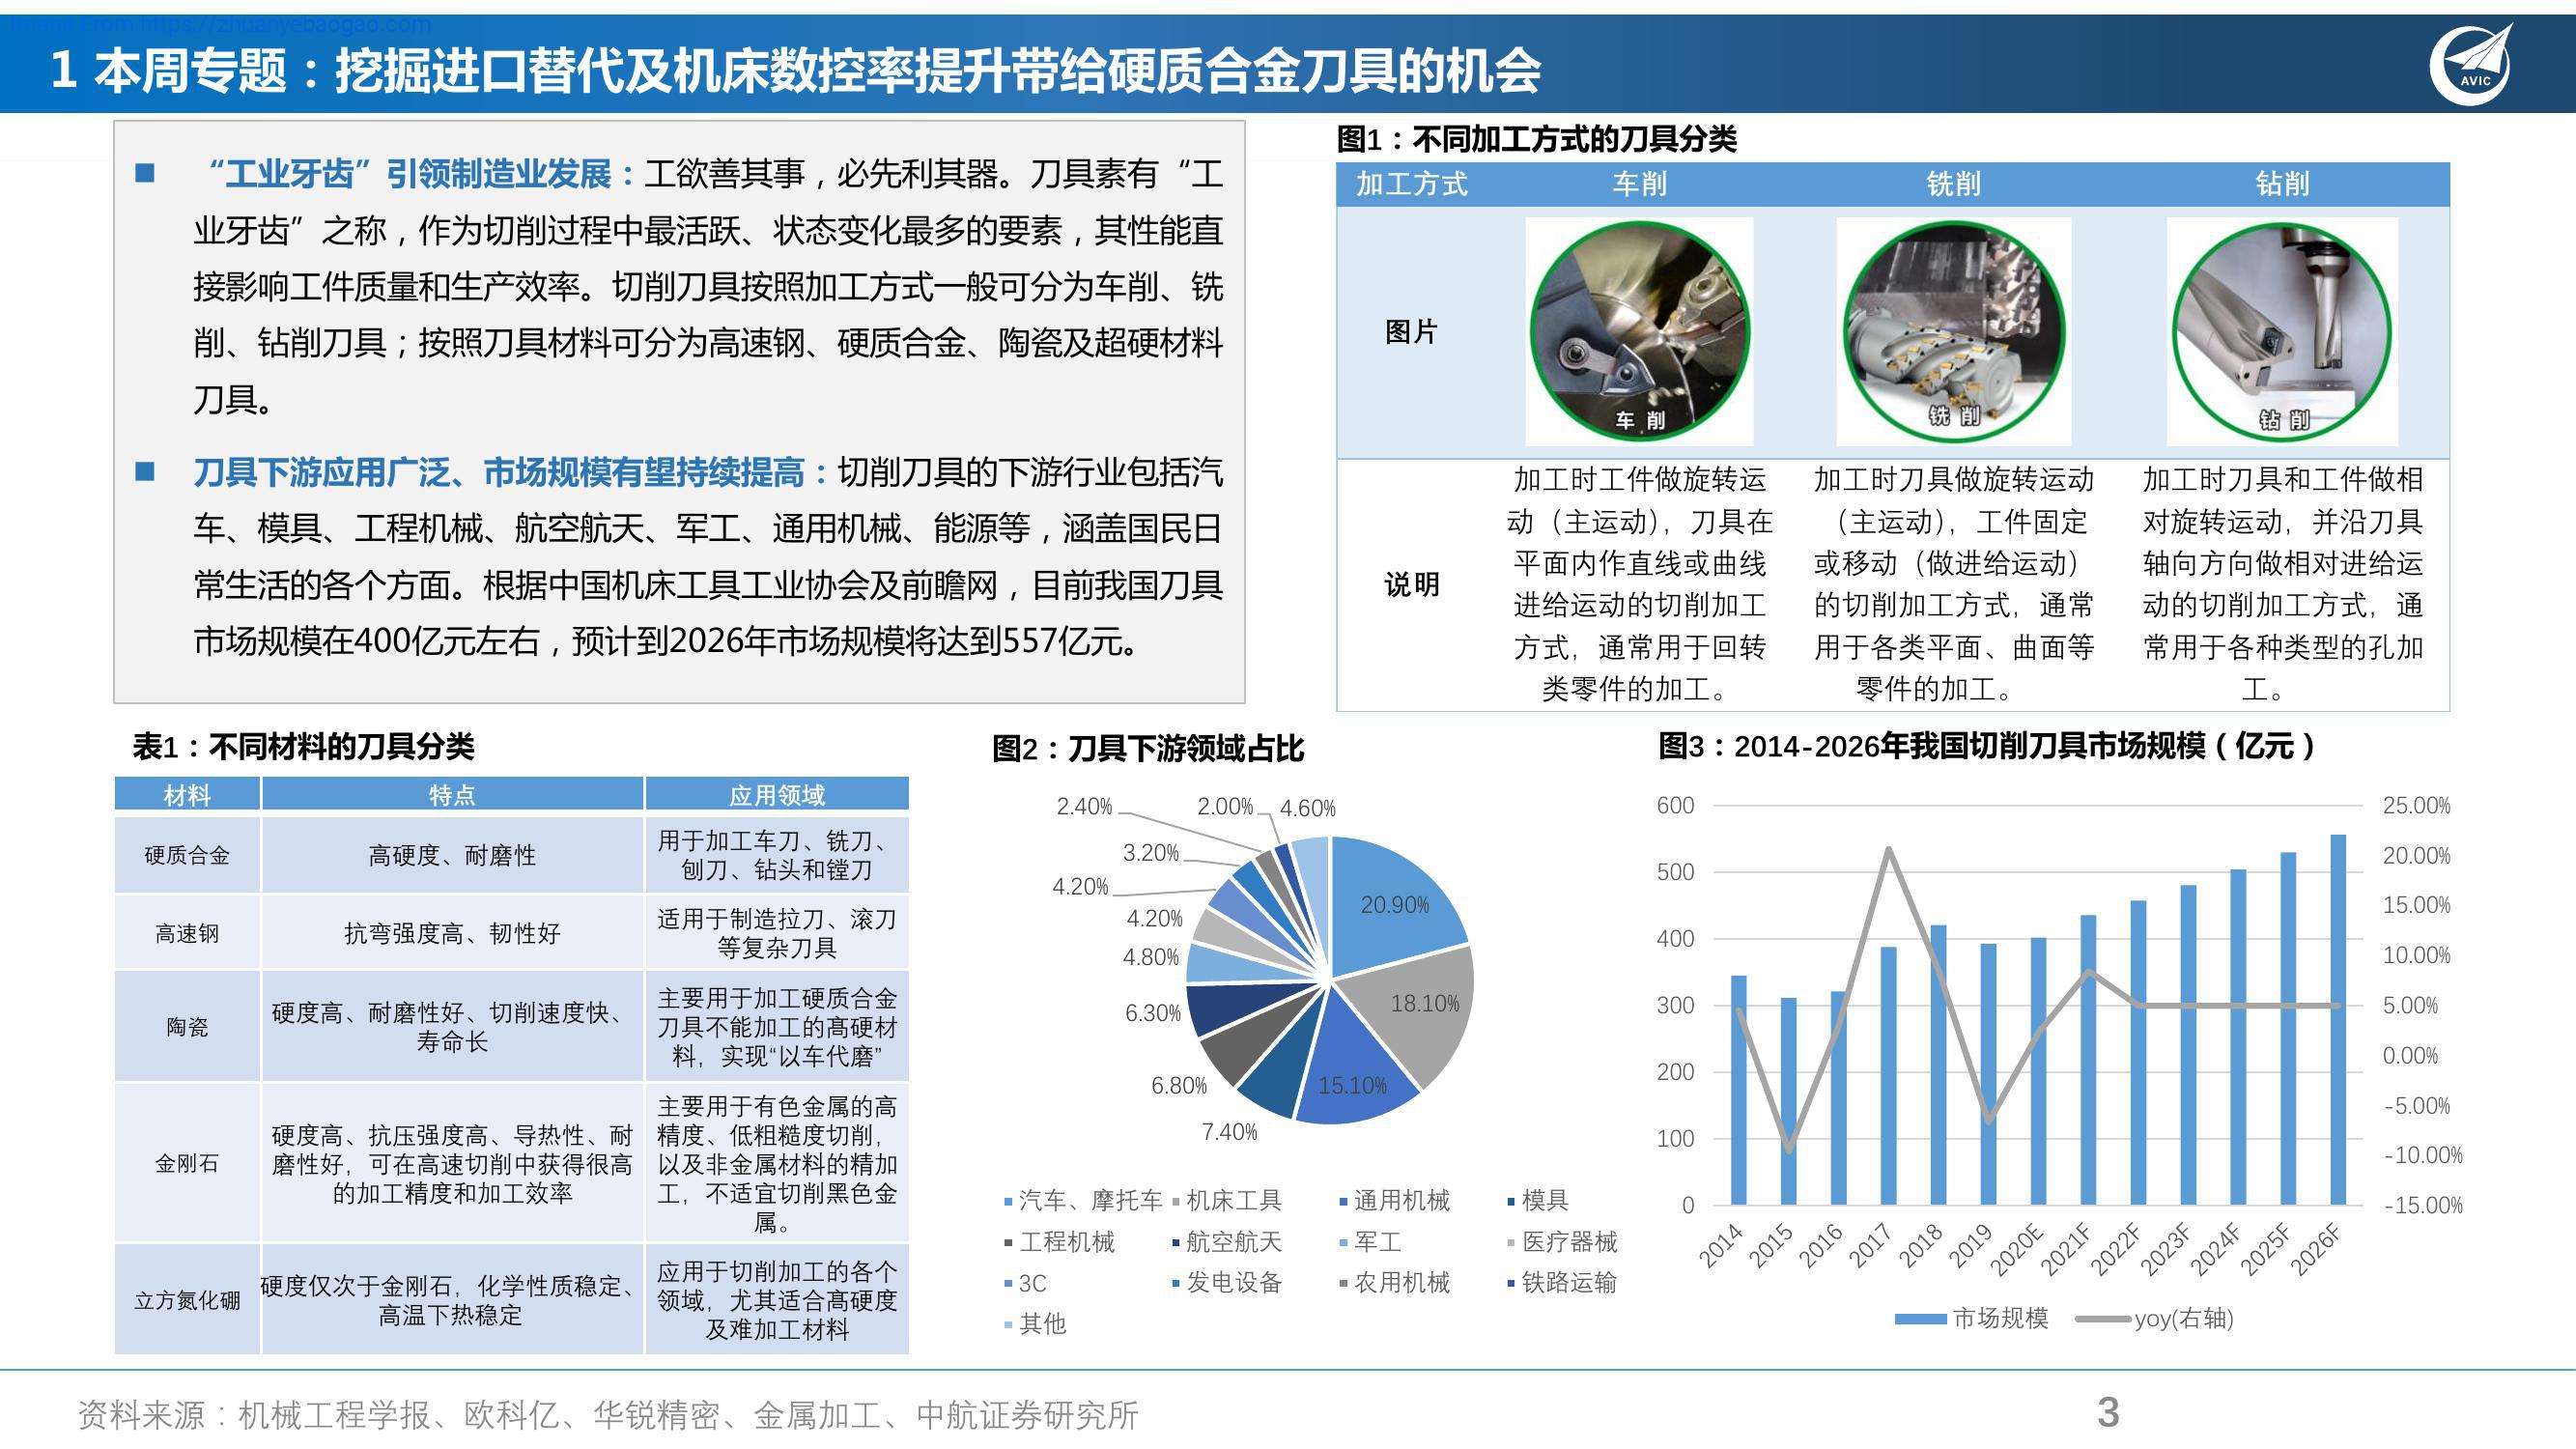 Image From https://zhuanyebaogao.com
1 本周专题：挖掘进口替代及机床数控率提升带给硬质合金刀具的机会
AVIC
■ “工业牙齿”引领制造业发展：工欲善其事，必先利其器。刀具素有“工
业牙齿”之称，作为切削过程中最活跃、状态变化最多的要素，其性能直
接影响工件质量和生产效率。切削刀具按照加工方式一般可分为车削、铣
削、钻削刀具；按照刀具材料可分为高速钢、硬质合金、陶瓷及超硬材料
刀具。
■ 刀具下游应用广泛、市场规模有望持续提高：切削刀具的下游行业包括汽
车、模具、工程机械、航空航天、军工、通用机械、能源等，涵盖国民日
常生活的各个方面。根据中国机床工具工业协会及前瞻网，目前我国刀具
市场规模在400亿元左右，预计到2026年市场规模将达到557亿元。
图1：不同加工方式的刀具分类
加工方式 车削 铣削 钻削
图片
车 削
铣 削
钻 削
说明
加工时工件做旋转运
动（主运动），刀具在
平面内作直线或曲线
进给运动的切削加工
方式，通常用于回转
类零件的加工。
加工时刀具做旋转运动
（主运动），工件固定
或移动（做进给运动）
的切削加工方式，通常
用于各类平面、曲面等
零件的加工。
加工时刀具和工件做相
对旋转运动，并沿刀具
轴向方向做相对进给运
动的切削加工方式，通
常用于各种类型的孔加
工。
表1：不同材料的刀具分类
材料 特点 应用领域
硬质合金
高硬度、耐磨性
用于加工车刀、铣刀、
刨刀、钻头和镗刀
高速钢
抗弯强度高、韧性好
适用于制造拉刀、滚刀
等复杂刀具
陶瓷
硬度高、耐磨性好、切削速度快、
寿命长
主要用于加工硬质合金
刀具不能加工的高硬材
料，实现“以车代磨”
金刚石
硬度高、抗压强度高、导热性、耐
磨性好，可在高速切削中获得很高
的加工精度和加工效率
主要用于有色金属的高
精度、低粗糙度切削，
以及非金属材料的精加
工，不适宜切削黑色金
属。
立方氮化硼
硬度仅次于金刚石，化学性质稳定、
高温下热稳定
应用于切削加工的各个
领域，尤其适合高硬度
及难加工材料
图2：刀具下游领域占比
2.40% 2.00% 4.60%
3.20%
4.20%
4.20%
4.80%
6.30%
6.80%
7.40%
20.90%
18.10%
15.10%
汽车、摩托车 机床工具 通用机械 模具
工程机械 航空航天 军工 医疗器械
3C 发电设备 农用机械 铁路运输
其他
图3：2014-2026年我国切削刀具市场规模（亿元）
600
500
400
300
200
100
0
25.00%
20.00%
15.00%
10.00%
5.00%
0.00%
-5.00%
-10.00%
-15.00%
2014 2015 2016 2017 2018 2019 2020E 2021F 2022F 2023F 2024F 2025F 2026F
市场规模 yoy(右轴)
资料来源：机械工程学报、欧科亿、华锐精密、金属加工、中航证券研究所
3